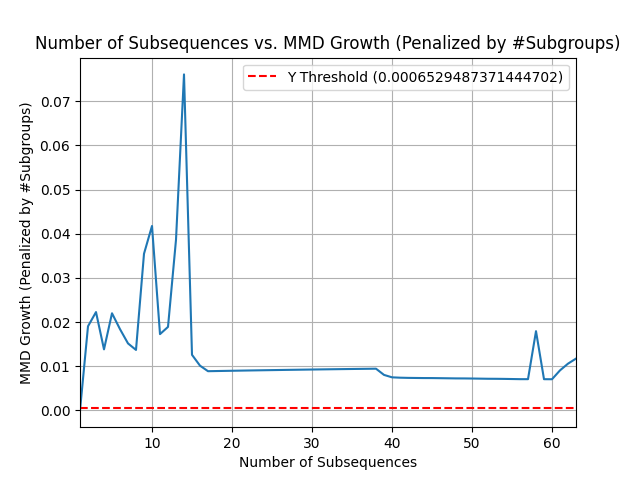 Number of Subsequences vs. MMD Growth (Penalized by #Subgroups)
Y Threshold (0.0006529487371444702)
MMD Growth (Penalized by #Subgroups)
0.07
0.06
0.05
0.04
0.03
0.02
0.01
0.00
10 20 30 40 50 60
Number of Subsequences